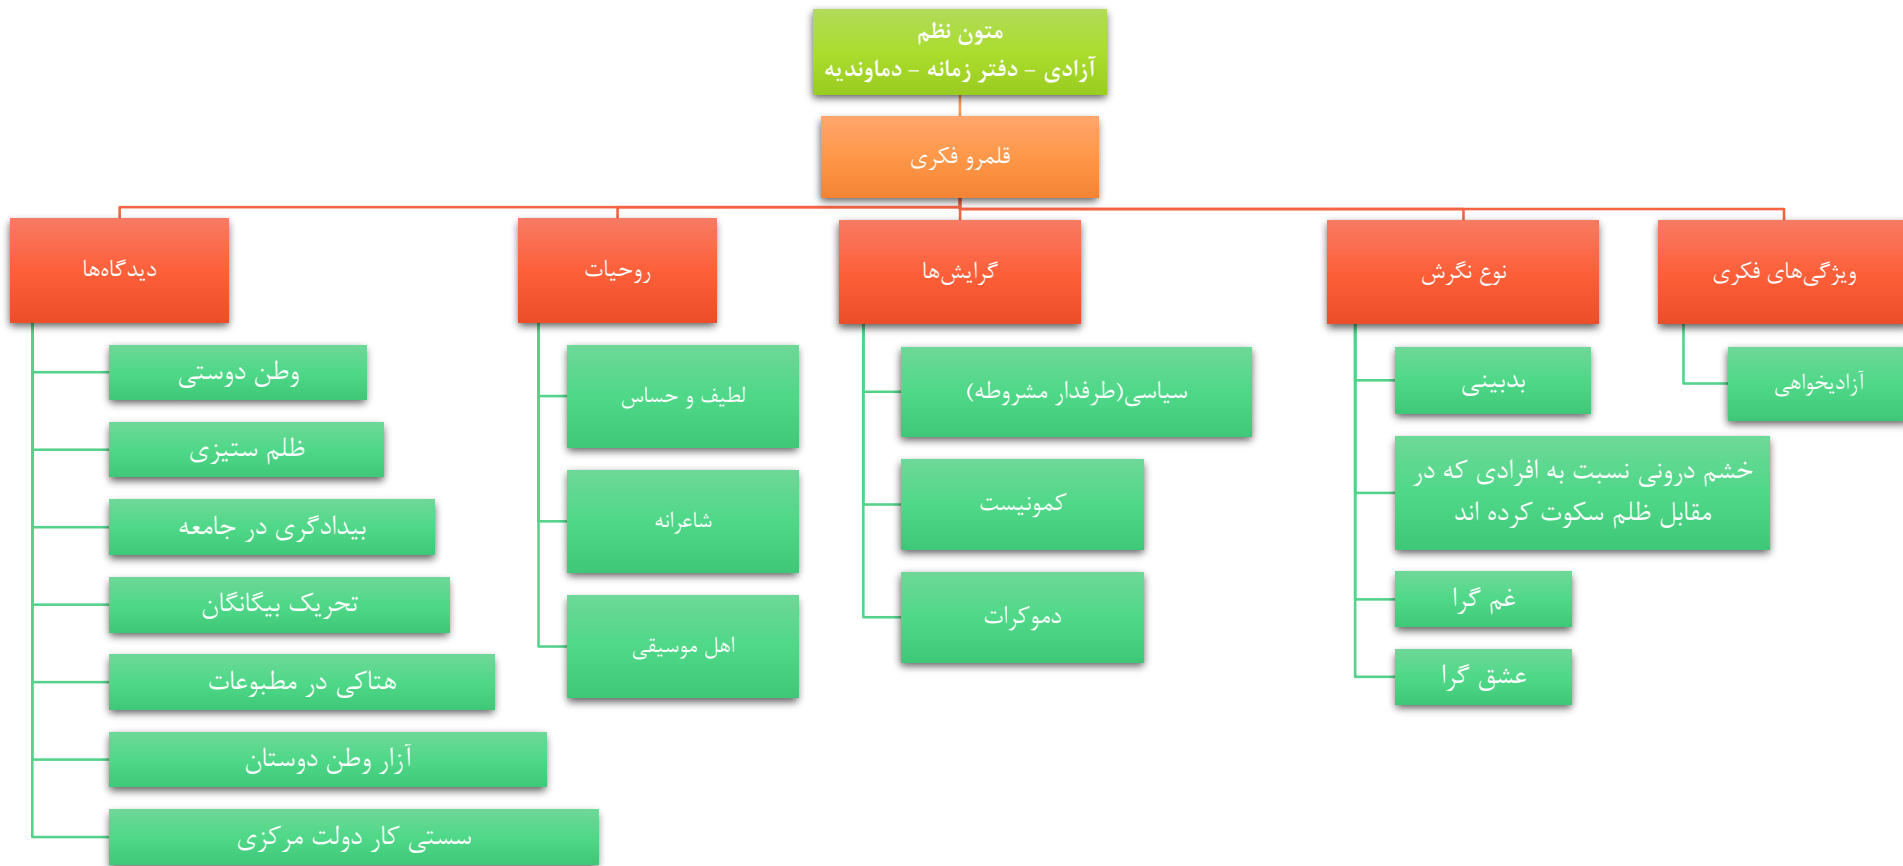 متون نظم
آزادی – دفتر زمانه – دماوندیه
قلمرو فکری
ویژگی‌های فکری
آزادیخواهی
نوع نگرش
بدبینی
خشم درونی نسبت به افرادی که در
مقابل ظلم سکوت کرده اند
غم گرا
عشق گرا
گرایش‌ها
سیاسی(طرفدار مشروطه)
کمونیست
دموکرات
روحیات
لطیف و حساس
شاعرانه
اهل موسیقی
دیدگاه‌ها
وطن دوستی
ظلم ستیزی
بیدادگری در جامعه
تحریک بیگانگان
هتاکی در مطبوعات
آزار وطن دوستان
سستی کار دولت مرکزی